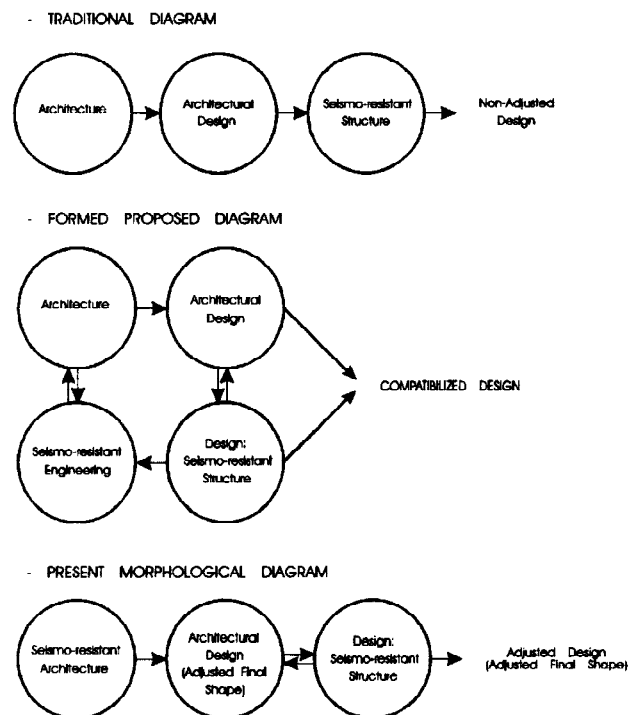 - TRADITIONAL DIAGRAM
Architecture
Architectural
Design
Seismo-resistant
Structure
Non-Adjusted
Design
- FORMED PROPOSED DIAGRAM
Architecture
Architectural
Design
COMPATIBILIZED DESIGN
Seismo-resistant
Engineering
Design:
Seismo-resistant
Structure
- PRESENT MORPHOLOGICAL DIAGRAM
Seismo-resistant
Architecture
Architectural
Design
(Adjusted Final
Shape)
Design:
Seismo-resistant
Structure
Adjusted Design
(Adjusted Final Shape)